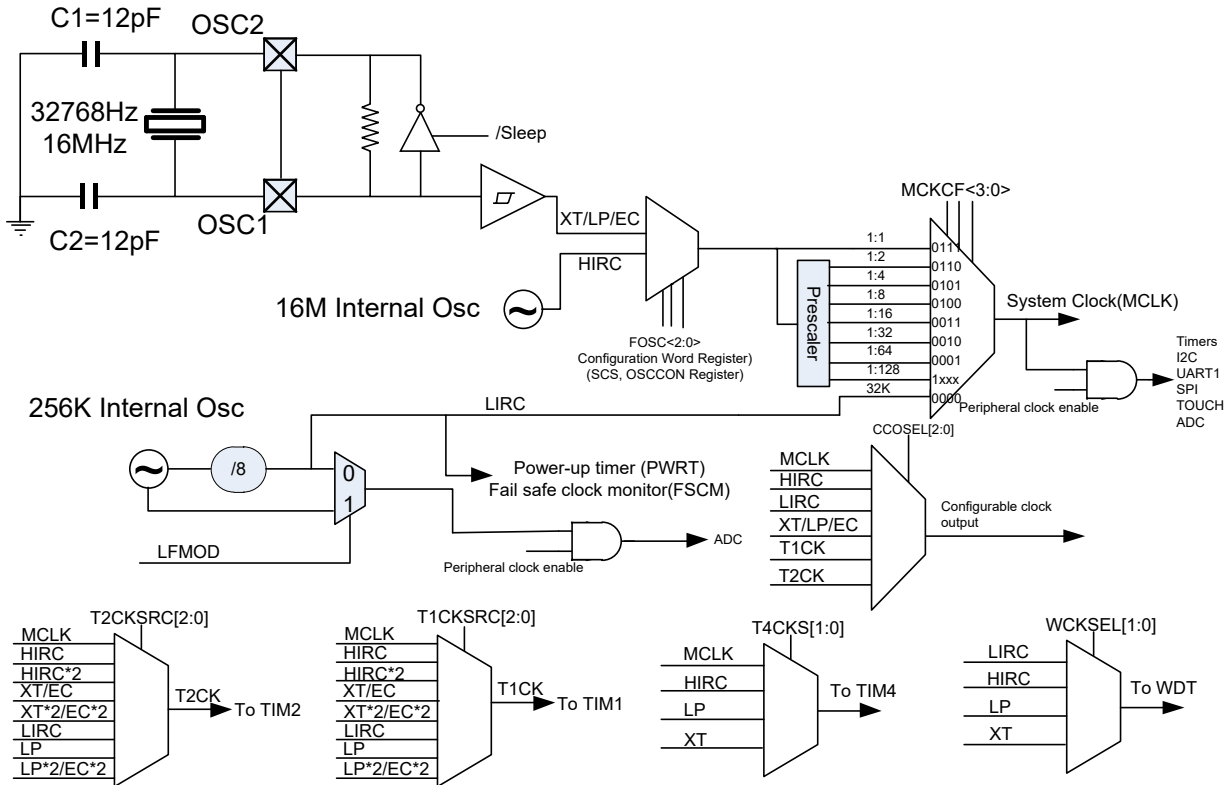 C1=12pF
OSC2
32768Hz
16MHz
/Sleep
OSC1
C2=12pF
XT/LP/EC
HIRC
16M Internal Osc
FOSC<2:0>
Configuration Word Register)
(SCS, OSCCON Register)
MCKCF<3:0>
Prescaler
1:1
1:2
1:4
1:8
1:16
1:32
1:64
1:128
32K
0111
0110
0101
0100
0011
0010
0001
1xxx
0000
System Clock(MCLK)
Peripheral clock enable
Timers
I2C
UART1
SPI
TOUCH
ADC
256K Internal Osc
LIRC
/8
0
1
LFMOD
Power-up timer (PWRT)
Fail safe clock monitor(FSCM)
Peripheral clock enable
ADC
CCOSEL[2:0]
MCLK
HIRC
LIRC
XT/LP/EC
T1CK
T2CK
Configurable clock
output
T2CKSRC[2:0]
MCLK
HIRC
HIRC*2
XT/EC
XT*2/EC*2
LIRC
LP
LP*2/EC*2
T2CK
To TIM2
T1CKSRC[2:0]
MCLK
HIRC
HIRC*2
XT/EC
XT*2/EC*2
LIRC
LP
LP*2/EC*2
T1CK
To TIM1
T4CKS[1:0]
MCLK
HIRC
LP
XT
To TIM4
WCKSEL[1:0]
LIRC
HIRC
LP
XT
To WDT